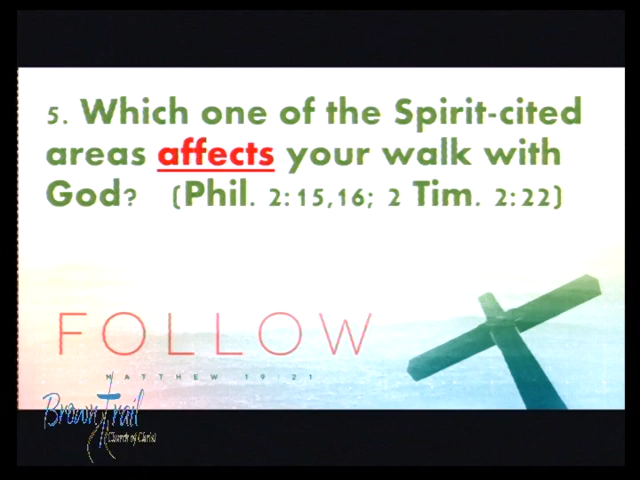 5. Which one of the Spirit-cited
areas affects your walk with
God? (Phil. 2:15,16; 2 Tim. 2:22)
FOLLOW
MATTHEW 19:21
Brown Trail
Church of Christ